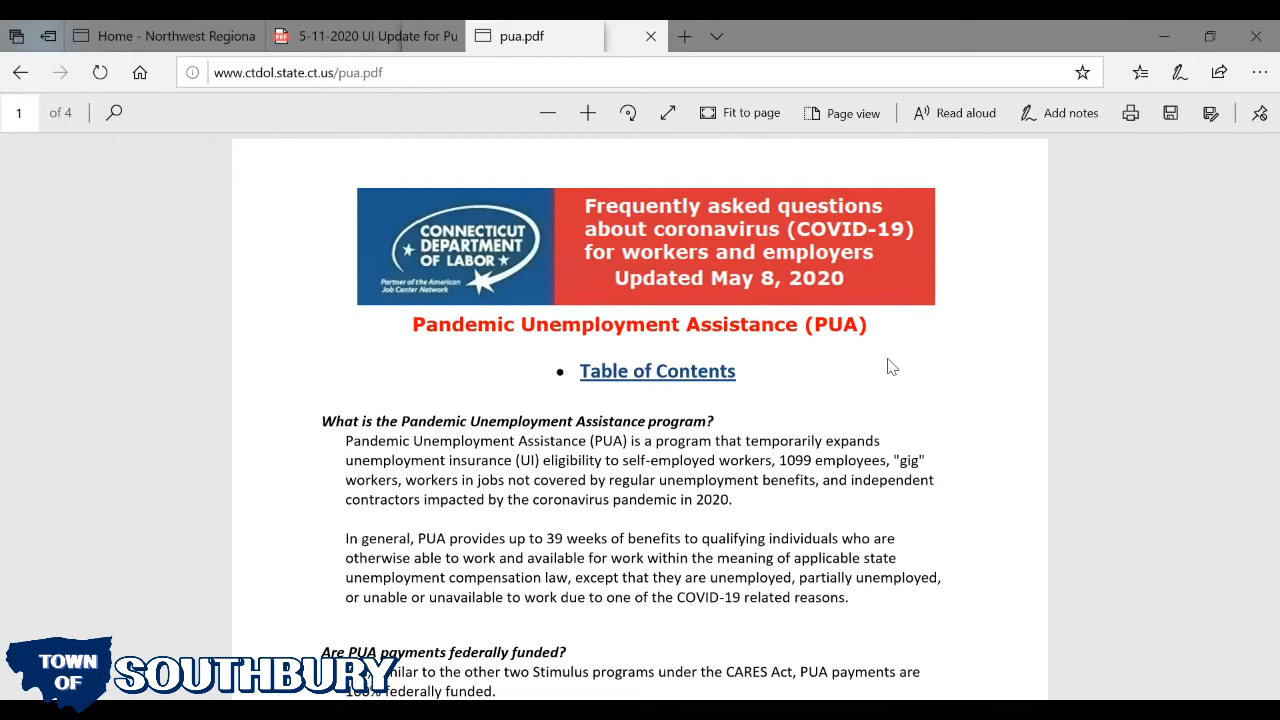 Home - Northwest Regiona
5-11-2020 UI Update for Pu
pua.pdf
www.ctdol.state.ct.us/pua.pdf
1 of 4
Fit to page
Page view
Read aloud
Add notes
CONNECTICUT
DEPARTMENT
OF LABOR
Partner of the American
Job Center Network
Frequently asked questions
about coronavirus (COVID-19)
for workers and employers
Updated May 8, 2020
Pandemic Unemployment Assistance (PUA)
• Table of Contents
What is the Pandemic Unemployment Assistance program?
Pandemic Unemployment Assistance (PUA) is a program that temporarily expands
unemployment insurance (UI) eligibility to self-employed workers, 1099 employees, "gig"
workers, workers in jobs not covered by regular unemployment benefits, and independent
contractors impacted by the coronavirus pandemic in 2020.
In general, PUA provides up to 39 weeks of benefits to qualifying individuals who are
otherwise able to work and available for work within the meaning of applicable state
unemployment compensation law, except that they are unemployed, partially unemployed,
or unable or unavailable to work due to one of the COVID-19 related reasons.
Are PUA payments federally funded?
to the other two Stimulus programs under the CARES Act, PUA payments are
100% federally funded.
TOWN
OF
SOUTHBURY